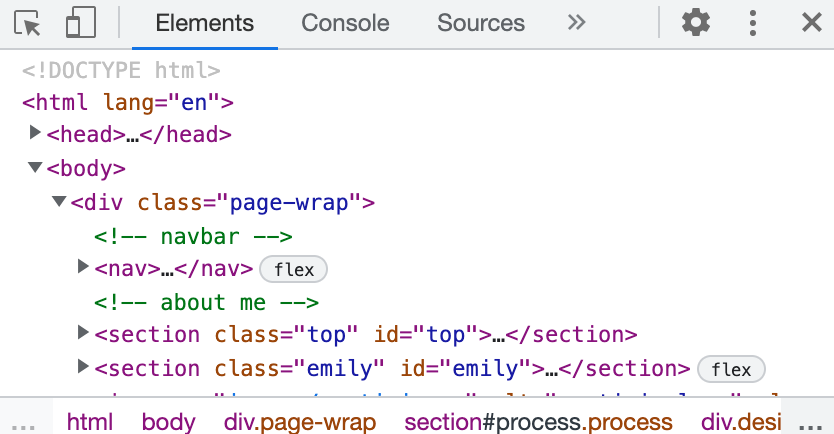 Elements Console Sources
<!DOCTYPE html>
<html lang="en">
<head>…</head>
<body>
<div class="page-wrap">
<!-- navbar -->
<nav>…</nav> flex
<!-- about me -->
<section class="top" id="top">…</section>
<section class="emily" id="emily">…</section> flex
… html body div.page-wrap section#process.process div.desi …